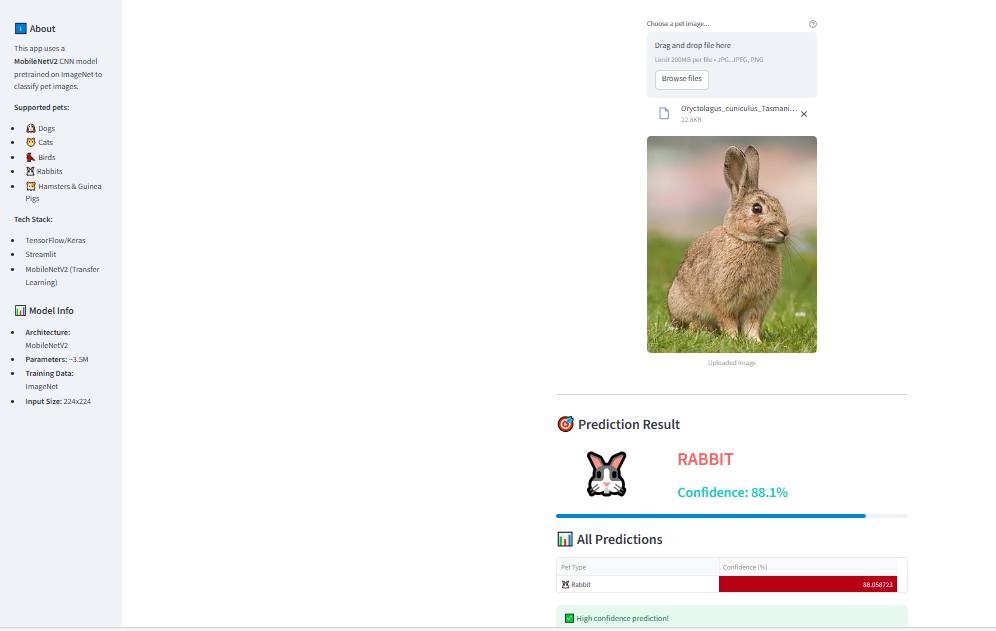 About
This app uses a
MobileNetV2 CNN model
pretrained on ImageNet to
classify pet images.
Supported pets:
Dogs
Cats
Birds
Rabbits
Hamsters & Guinea
Pigs
Tech Stack:
TensorFlow/Keras
Streamlit
MobileNetV2 (Transfer
Learning)
Model Info
Architecture:
MobileNetV2
Parameters: ~3.5M
Training Data:
ImageNet
Input Size: 224x224
Choose a pet image...
Drag and drop file here
Limit 200MB per file • JPG, JPEG, PNG
Browse files
Oryctolagus_cuniculus_Tasmani...
22.8KB
Uploaded Image
Prediction Result
RABBIT
Confidence: 88.1%
All Predictions
Pet Type
Confidence (%)
Rabbit
88.058723
High confidence prediction!